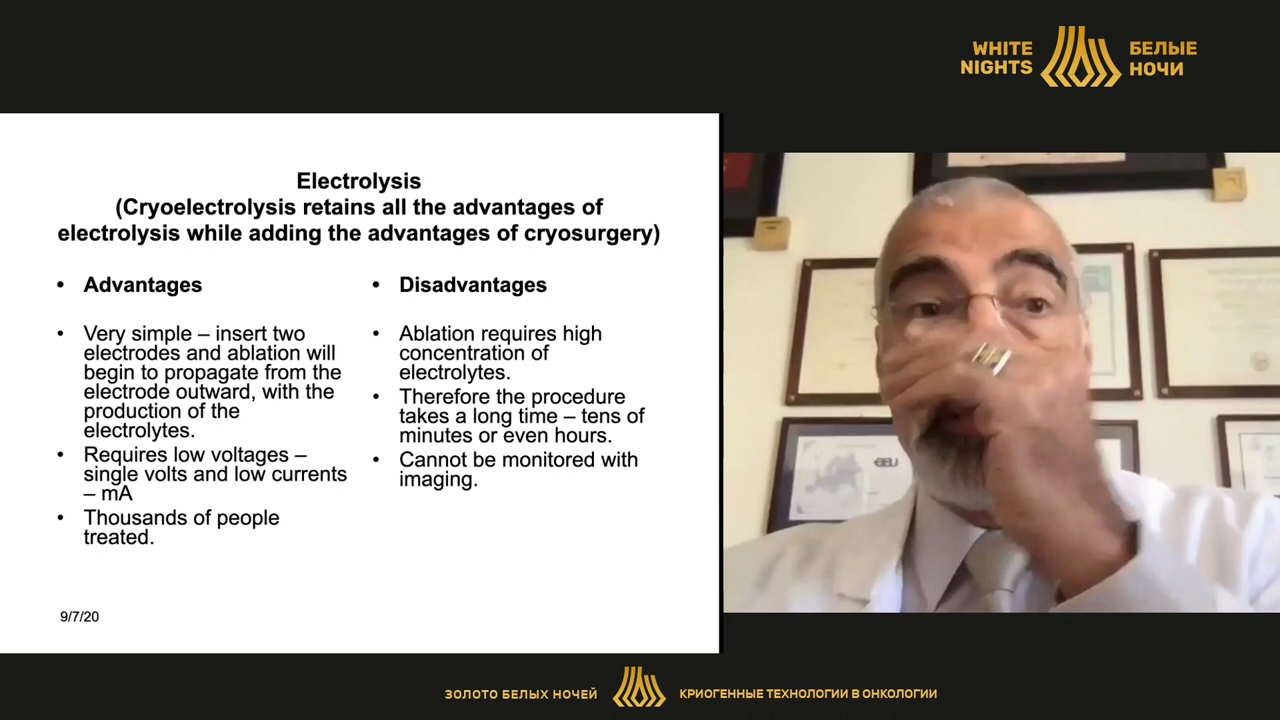 WHITE
NIGHTS
БЕЛЫЕ
НОЧИ
Electrolysis
(Cryoelectrolysis retains all the advantages of
electrolysis while adding the advantages of cryosurgery)
• Advantages
• Very simple – insert two
electrodes and ablation will
begin to propagate from the
electrode outward, with the
production of the
electrolytes.
• Requires low voltages –
single volts and low currents
– mA
• Thousands of people
treated.
• Disadvantages
• Ablation requires high
concentration of
electrolytes.
• Therefore the procedure
takes a long time – tens of
minutes or even hours.
• Cannot be monitored with
imaging.
9/7/20
ЗОЛОТО БЕЛЫХ НОЧЕЙ
КРИОГЕННЫЕ ТЕХНОЛОГИИ В ОНКОЛОГИИ